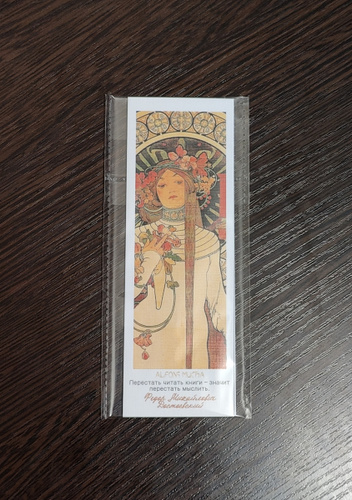 ALFONS MUCHA
Перестать читать книги – значит
перестать мыслить.
Федор Михайлович
Достоевский